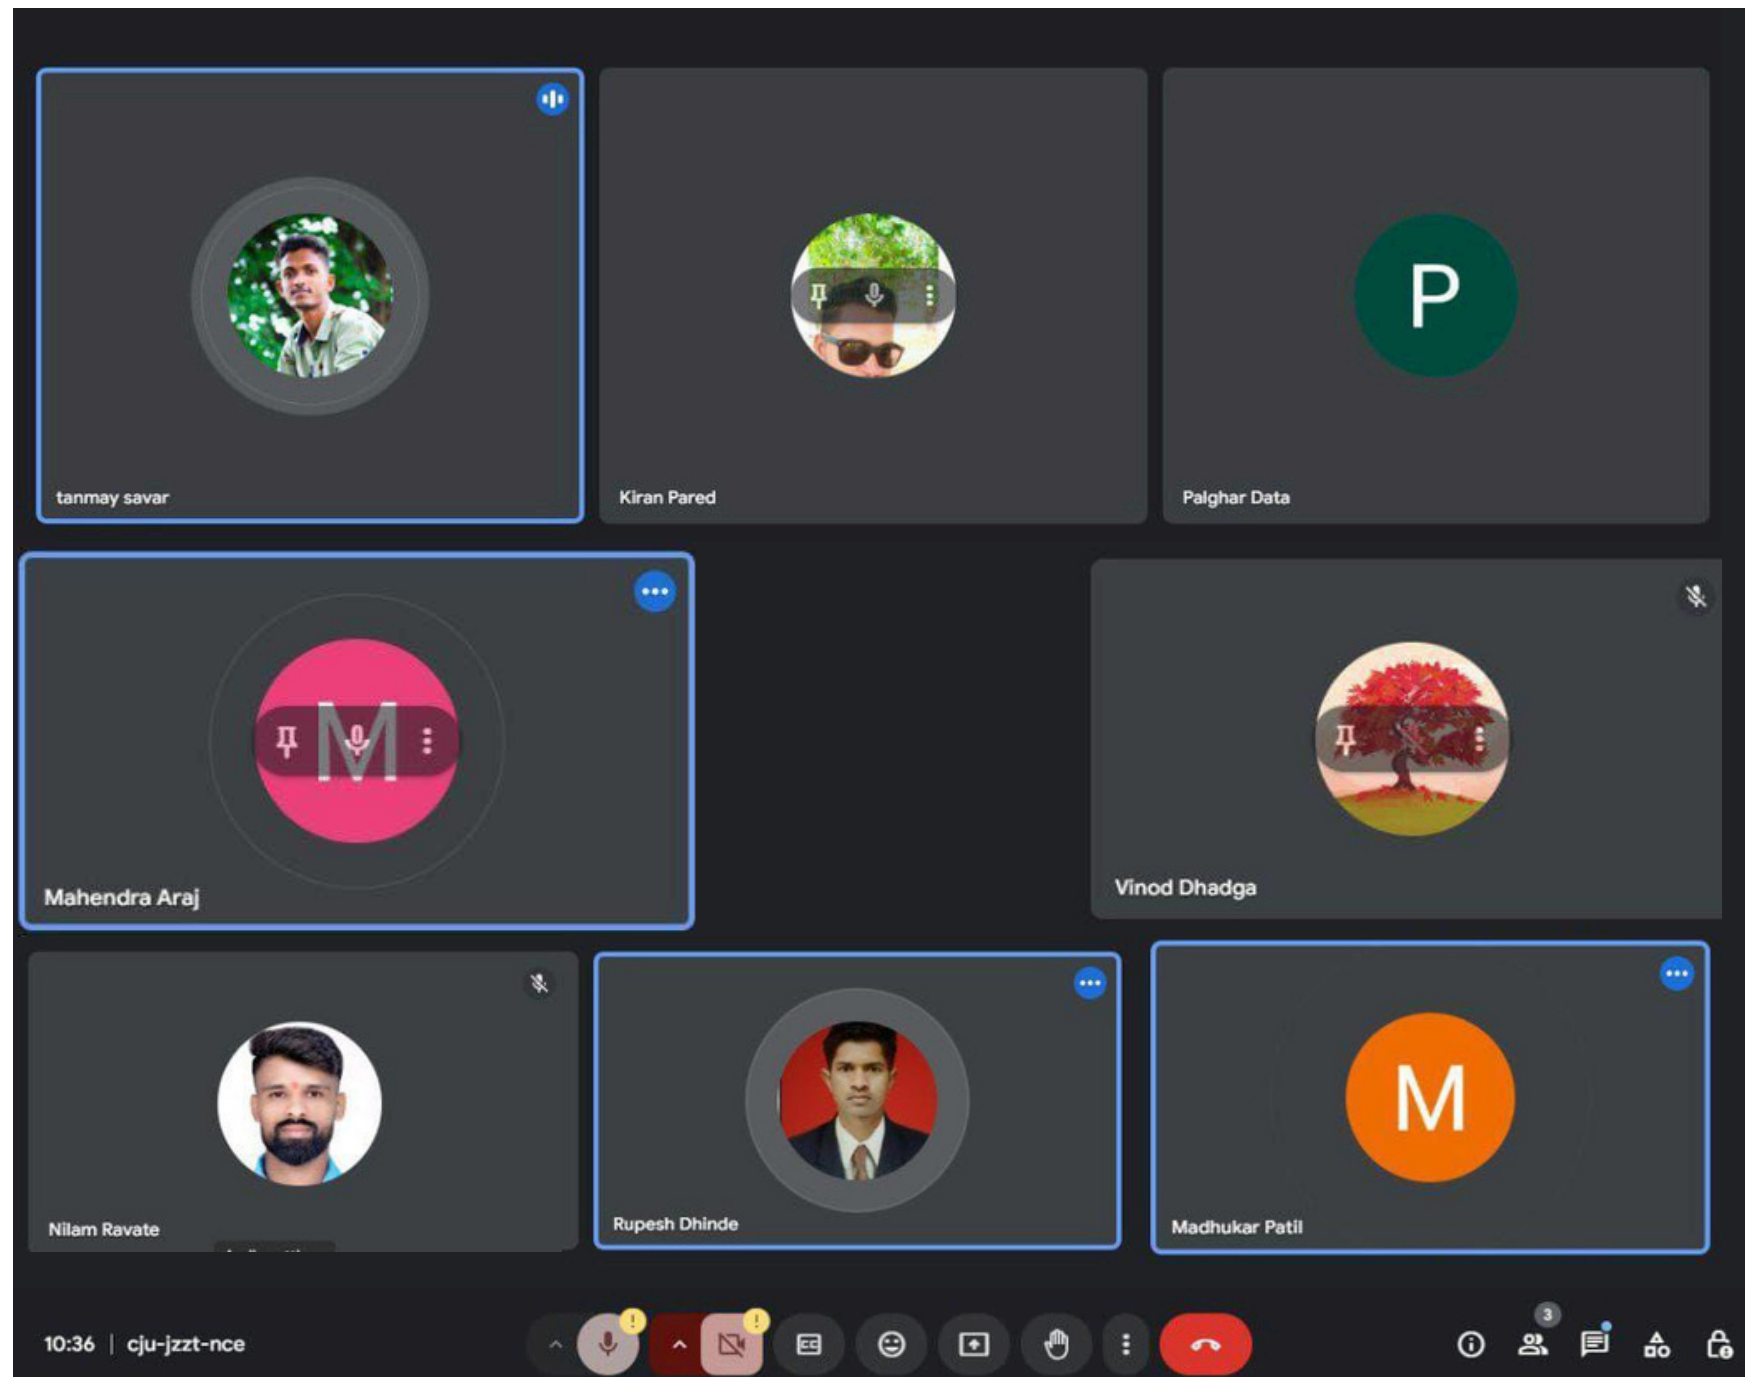 tanmay savar
Kiran Pared
P
Palghar Data
M
Mahendra Araj
Vinod Dhadga
Nilam Ravate
Rupesh Dhinde
M
Madhukar Patil
10:36 | cju-jzzt-nce
!
!
CC
3